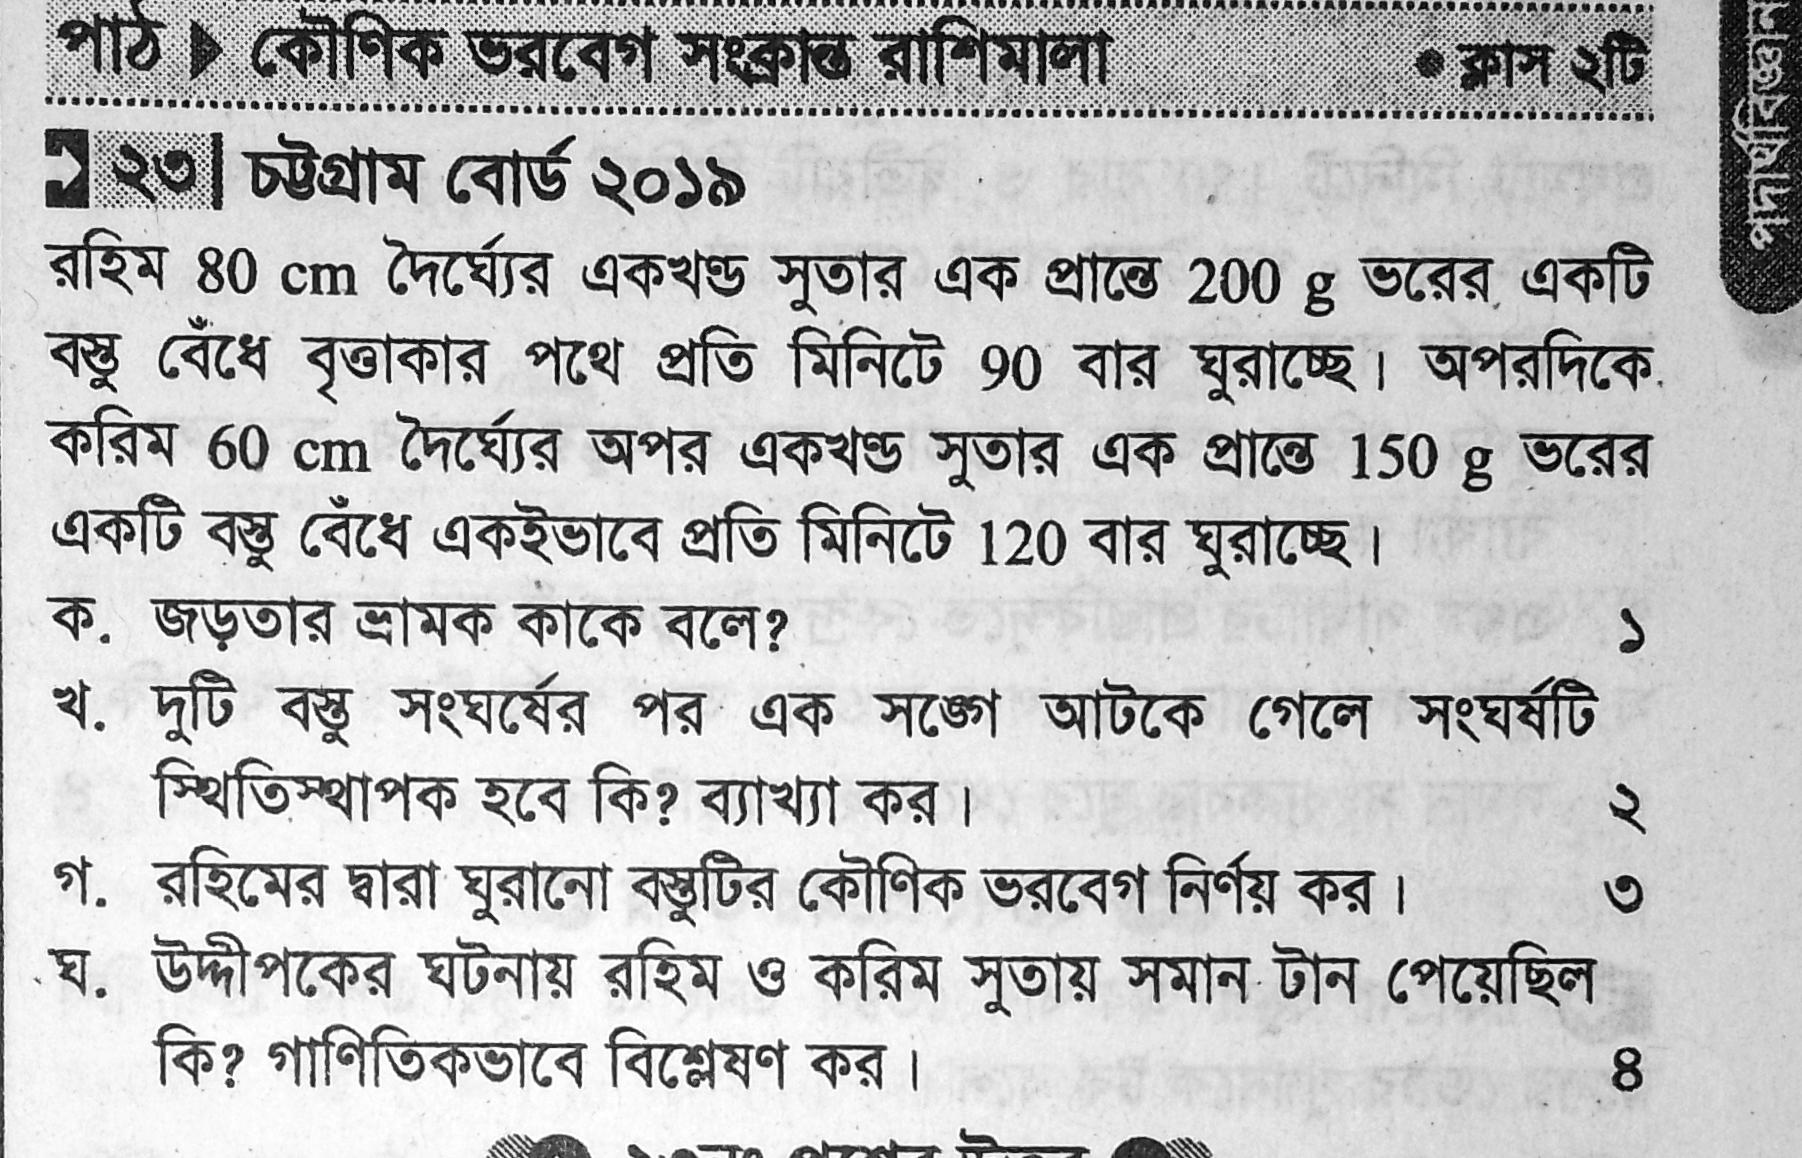 পাঠ ▶ কৌণিক ভরবেগ সংক্রান্ত রাশিমালা • ক্লাস ২টি
পদার্থবিজ্ঞান
২৩ | চট্টগ্রাম বোর্ড ২০১৯
রহিম 80 cm দৈর্ঘ্যের একখণ্ড সুতার এক প্রান্তে 200 g ভরের একটি
বস্তু বেঁধে বৃত্তাকার পথে প্রতি মিনিটে 90 বার ঘুরাচ্ছে। অপরদিকে
করিম 60 cm দৈর্ঘ্যের অপর একখণ্ড সুতার এক প্রান্তে 150 g ভরের
একটি বস্তু বেঁধে একইভাবে প্রতি মিনিটে 120 বার ঘুরাচ্ছে।
ক. জড়তার ভ্রামক কাকে বলে? ১
খ. দুটি বস্তু সংঘর্ষের পর এক সঙ্গে আটকে গেলে সংঘর্ষটি
স্থিতিস্থাপক হবে কি? ব্যাখ্যা কর। ২
গ. রহিমের দ্বারা ঘুরানো বস্তুটির কৌণিক ভরবেগ নির্ণয় কর। ৩
ঘ. উদ্দীপকের ঘটনায় রহিম ও করিম সুতায় সমান টান পেয়েছিল
কি? গাণিতিকভাবে বিশ্লেষণ কর। ৪